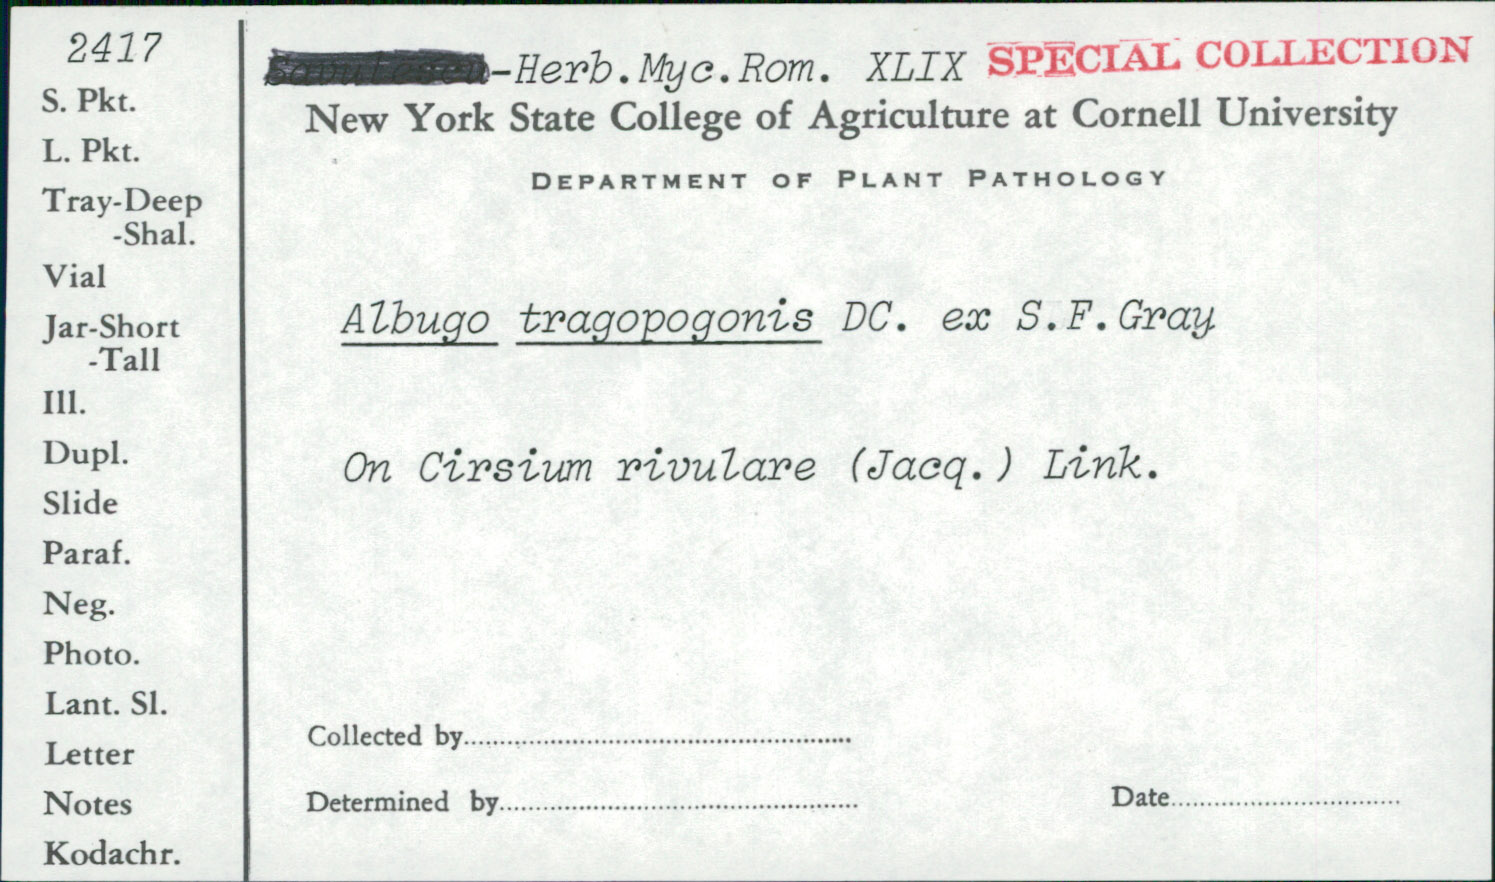 2417
S. Pkt.
L. Pkt.
Tray-Deep
-Shal.
Vial
Jar-Short
-Tall
Ill.
Dupl.
Slide
Paraf.
Neg.
Photo.
Lant. Sl.
Letter
Notes
Kodachr.
-Herb.Myc.Rom. XLIX SPECIAL COLLECTION
New York State College of Agriculture at Cornell University
DEPARTMENT OF PLANT PATHOLOGY
Albugo tragopogonis DC. ex S.F.Gray
On Cirsium rivulare (Jacq.) Link.
Collected by
Determined by
Date